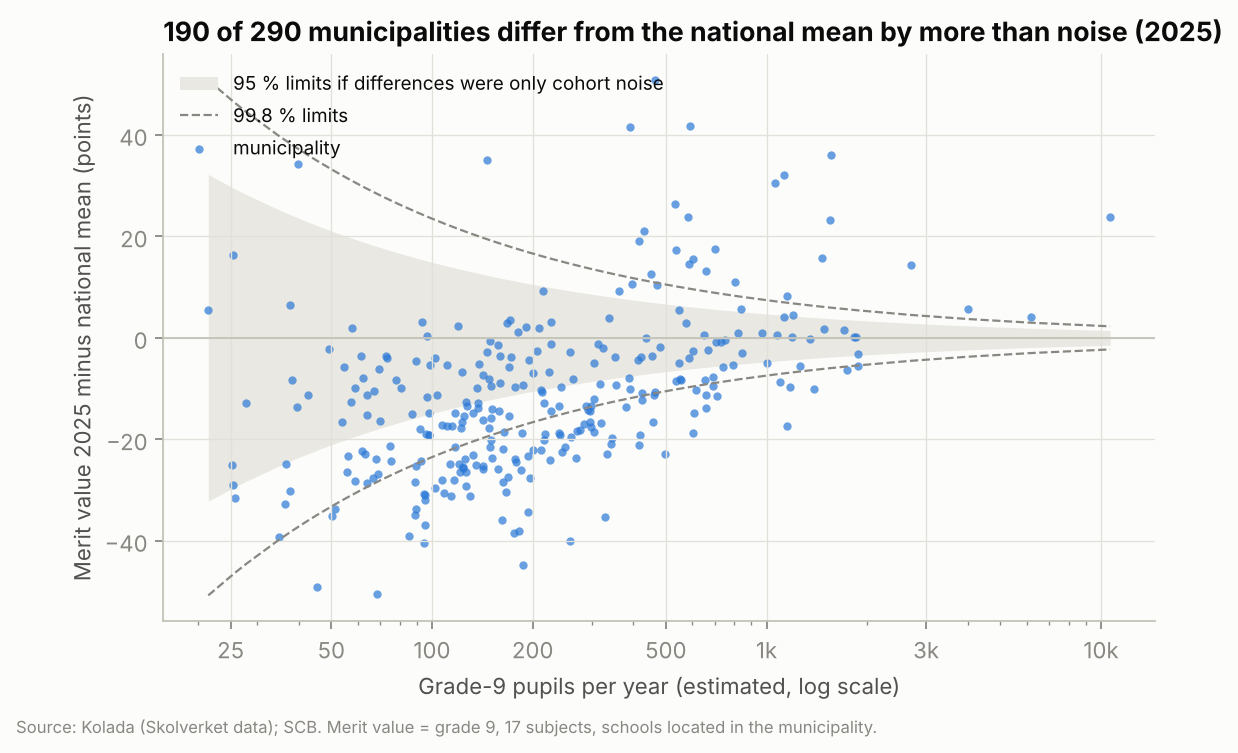 190 of 290 municipalities differ from the national mean by more than noise (2025)
95 % limits if differences were only cohort noise
99.8 % limits
municipality
Merit value 2025 minus national mean (points)
40
20
0
−20
−40
25 50 100 200 500 1k 3k 10k
Grade-9 pupils per year (estimated, log scale)
Source: Kolada (Skolverket data); SCB. Merit value = grade 9, 17 subjects, schools located in the municipality.